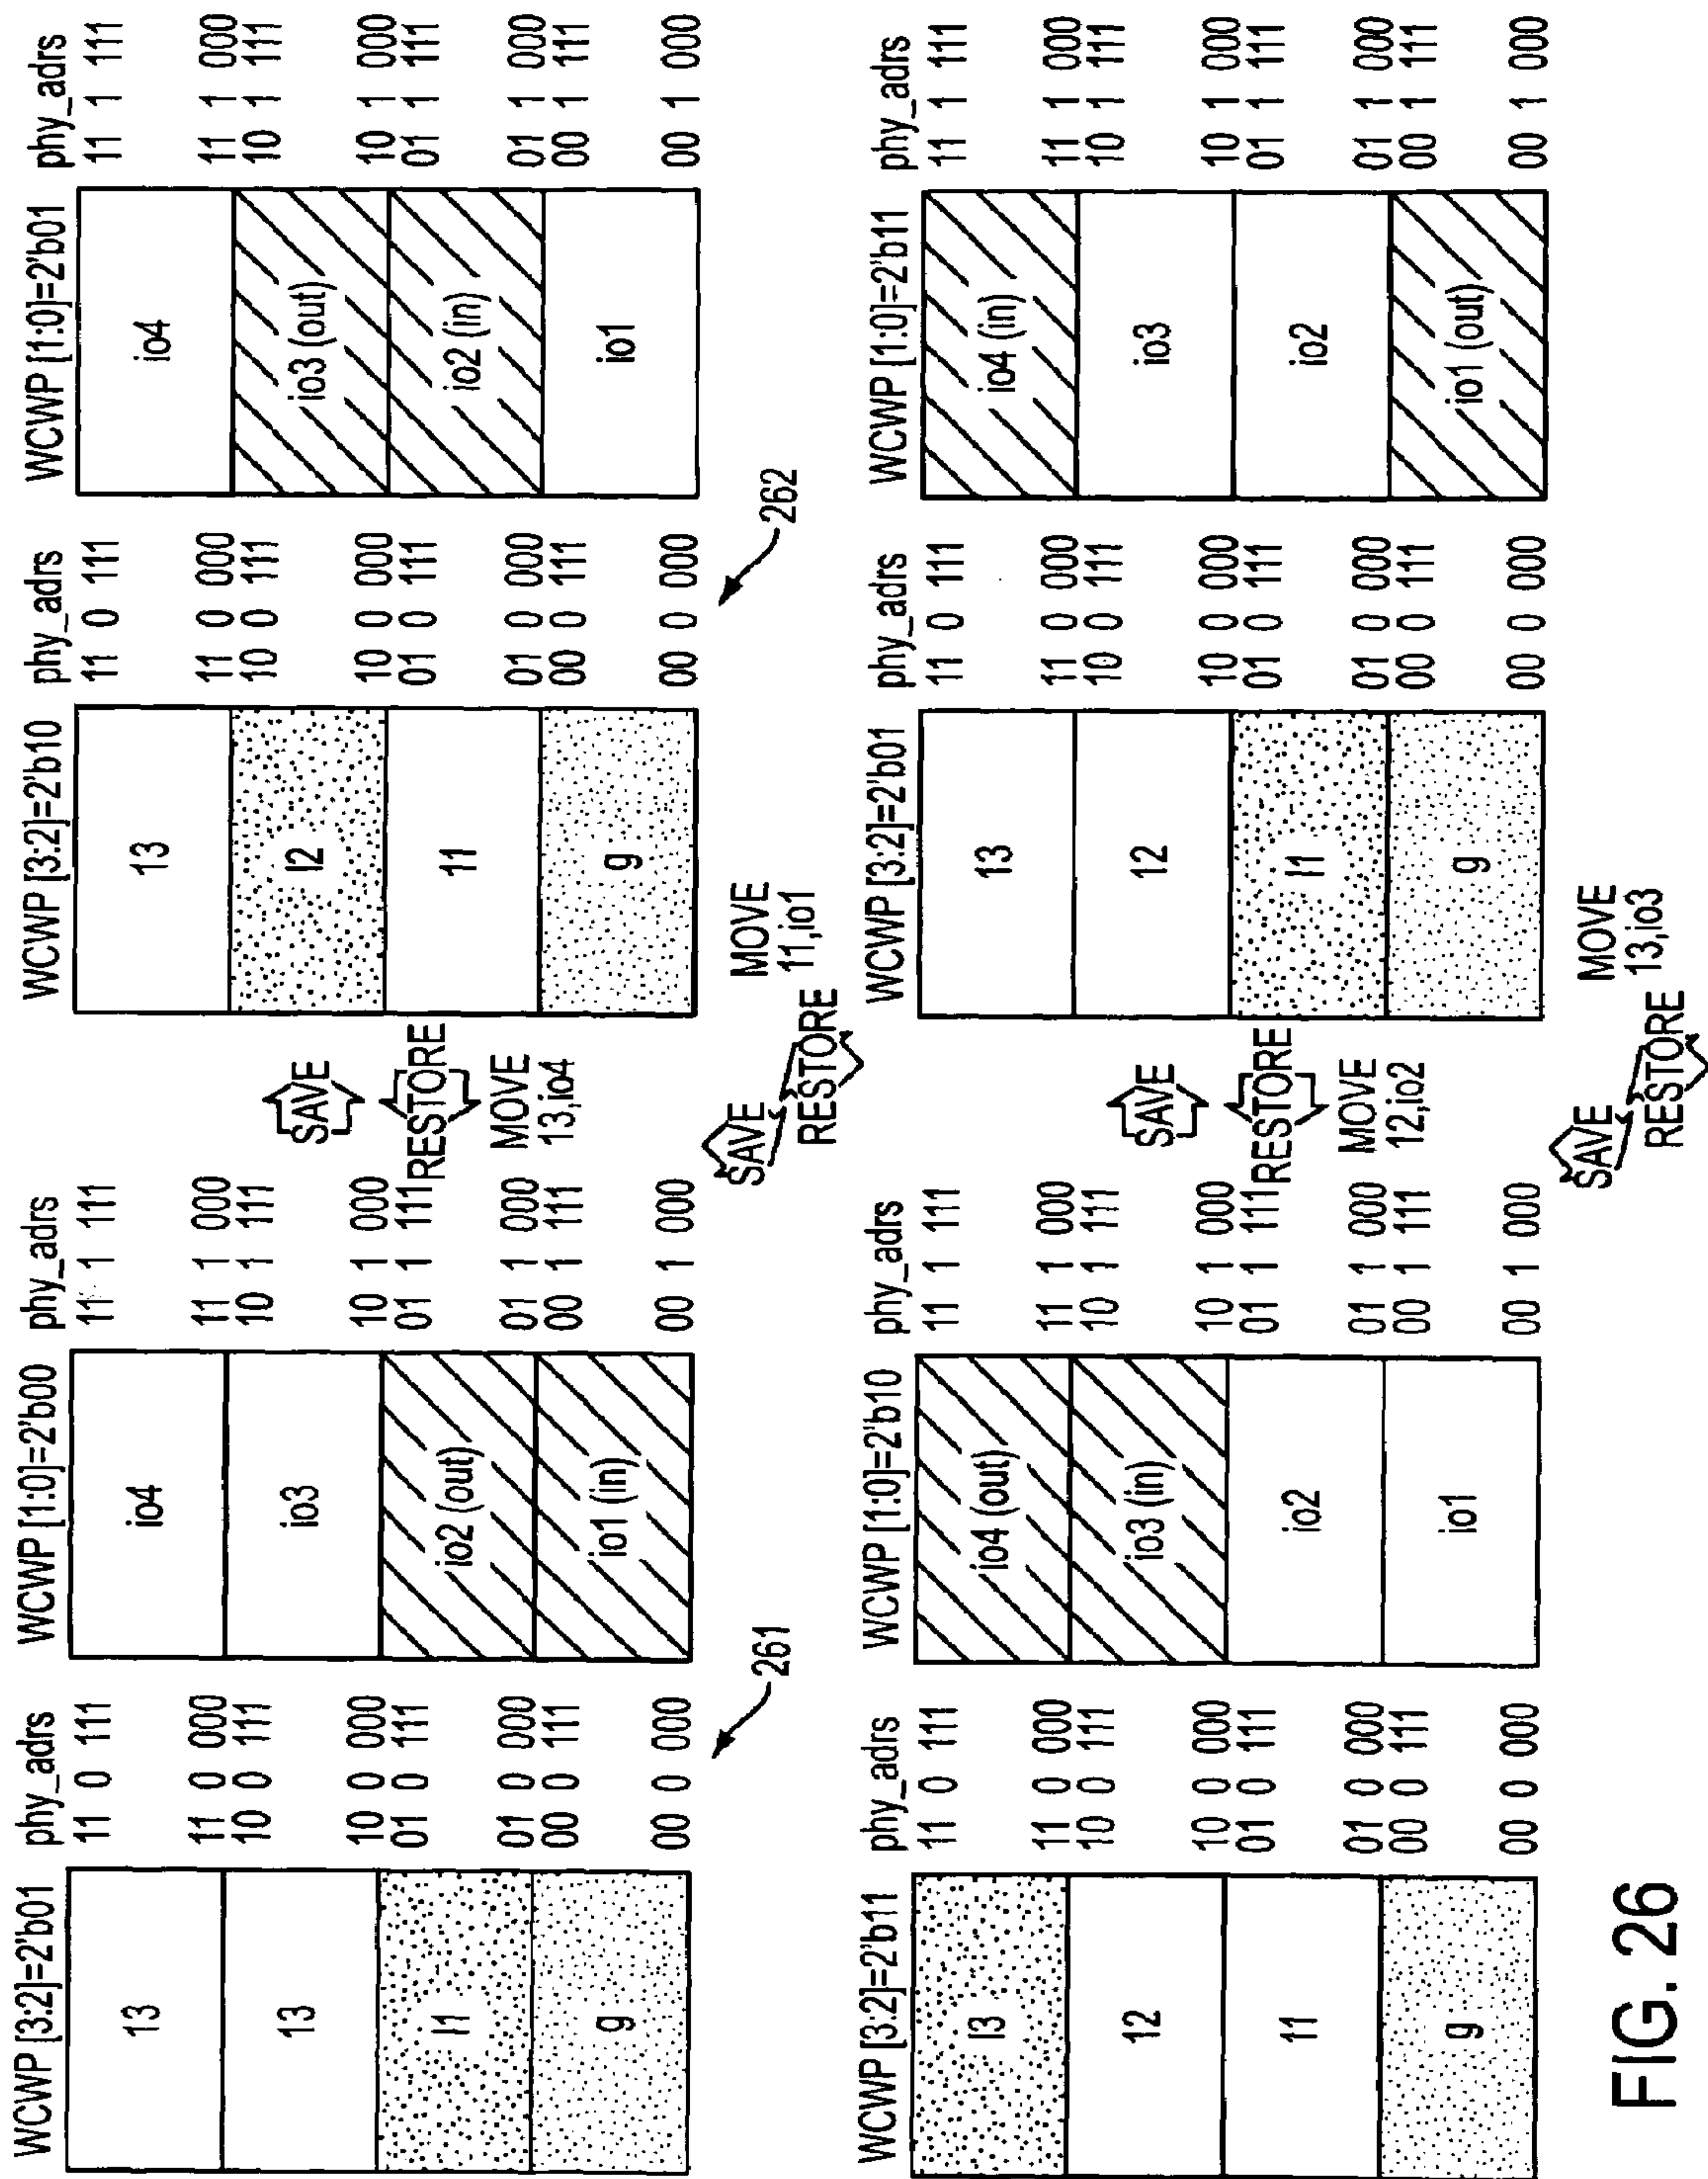 WCWP [3:2]=2'b01
13
13
l1
g
phy_adrs
11 0 111
11 0 000
10 0 111
10 0 000
01 0 111
01 0 000
00 0 111
00 0 000
261
WCWP [1:0]=2'b00
io4
io3
io2 (out)
io1 (in)
phy_adrs
11 1 111
11 1 000
10 1 111
10 1 000
01 1 111
01 1 000
00 1 111
00 1 000
SAVE
RESTORE
MOVE
13,io4
WCWP [3:2]=2'b10
13
l2
11
g
phy_adrs
11 0 111
11 0 000
10 0 111
10 0 000
01 0 111
01 0 000
00 0 111
00 0 000
262
WCWP [1:0]=2'b01
io4
io3 (out)
io2 (in)
io1
phy_adrs
11 1 111
11 1 000
10 1 111
10 1 000
01 1 111
01 1 000
00 1 111
00 1 000
SAVE
RESTORE
MOVE
11,io1
WCWP [3:2]=2'b11
l3
12
11
g
phy_adrs
11 0 111
11 0 000
10 0 111
10 0 000
01 0 111
01 0 000
00 0 111
00 0 000
WCWP [1:0]=2'b10
io4 (out)
io3 (in)
io2
io1
phy_adrs
11 1 111
11 1 000
10 1 111
10 1 000
01 1 111
01 1 000
00 1 111
00 1 000
SAVE
RESTORE
MOVE
12,io2
WCWP [3:2]=2'b01
13
12
l1
g
phy_adrs
11 0 111
11 0 000
10 0 111
10 0 000
01 0 111
01 0 000
00 0 111
00 0 000
WCWP [1:0]=2'b11
io4 (in)
io3
io2
io1 (out)
phy_adrs
11 1 111
11 1 000
10 1 111
10 1 000
01 1 111
01 1 000
00 1 111
00 1 000
SAVE
RESTORE
MOVE
13,io3
FIG. 26